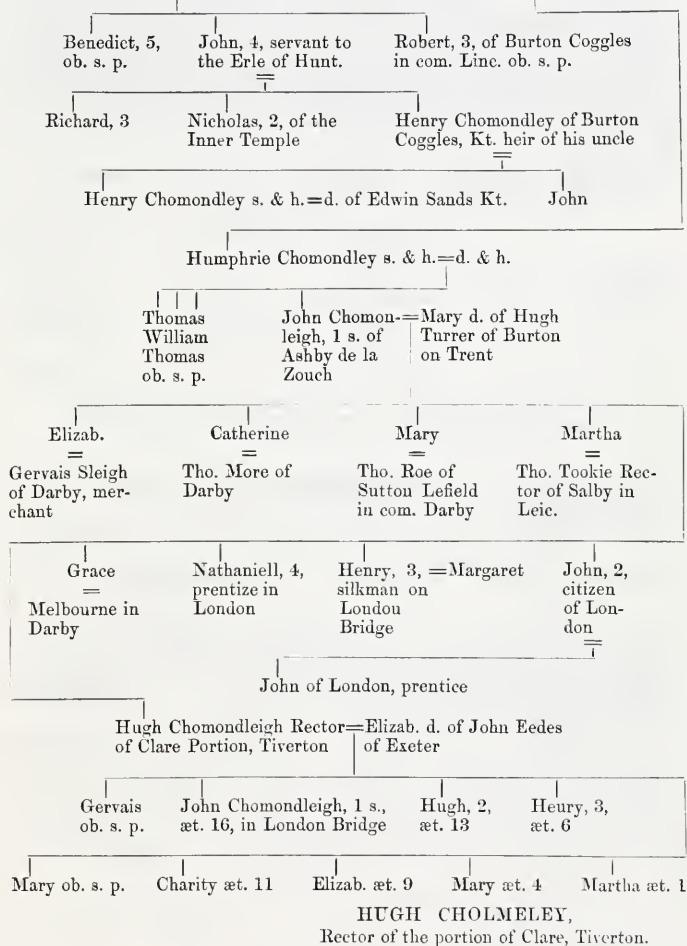 Benedict, 5,
ob. s. p.
John, 4, servant to
the Erle of Hunt.
=
Robert, 3, of Burton Coggles
in com. Linc. ob. s. p.
Richard, 3
Nicholas, 2, of the
Inner Temple
Henry Chomondley of Burton
Coggles, Kt. heir of his uncle
=
Henry Chomondley s. & h.=d. of Edwin Sands Kt.
John
Humphrie Chomondley s. & h.=d. & h.
Thomas
William
Thomas
ob. s. p.
John Chomon-
leigh, 1 s. of
Ashby de la
Zouch
=
Mary d. of Hugh
Turrer of Burton
on Trent
Elizab.
=
Gervais Sleigh
of Darby, mer-
chant
Catherine
=
Tho. More of
Darby
Mary
=
Tho. Roe of
Suttou Lefield
in com. Darby
Martha
=
Tho. Tookie Rec-
tor of Salby in
Leic.
Grace
=
Melbourne in
Darby
Nathaniell, 4,
prentize in
London
Henry, 3, =Margaret
silkman on
Loudou
Bridge
John, 2,
citizen
of Lon-
don
=
John of London, prentice
Hugh Chomondleigh Rector=Elizab. d. of John Eedes
of Clare Portion, Tiverton
of Exeter
Gervais
ob. s. p.
John Chomondleigh, 1 s.,
æt. 16, in London Bridge
Hugh, 2,
æt. 13
Heury, 3,
æt. 6
Mary ob. s. p.
Charity æt. 11
Elizab. æt. 9
Mary æt. 4
Martha æt. 1
HUGH CHOLMELEY,
Rector of the portion of Clare, Tiverton.